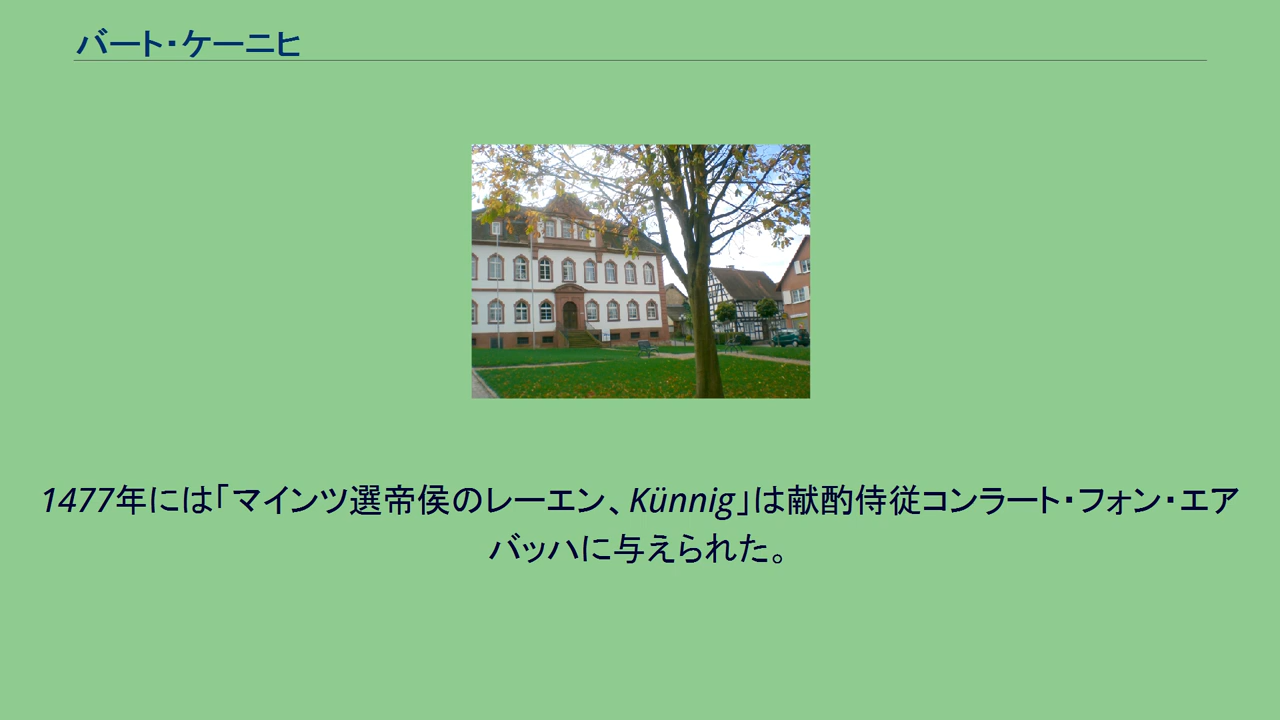 バート・ケーニヒ
1477年には「マインツ選帝侯のレーエン、Künnig」は献酌侍従コンラート・フォン・エア
バッハに与えられた。